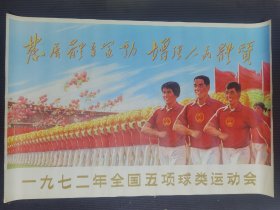 发展体育运动 增强人民体质
一九七二年全国五项球类运动会